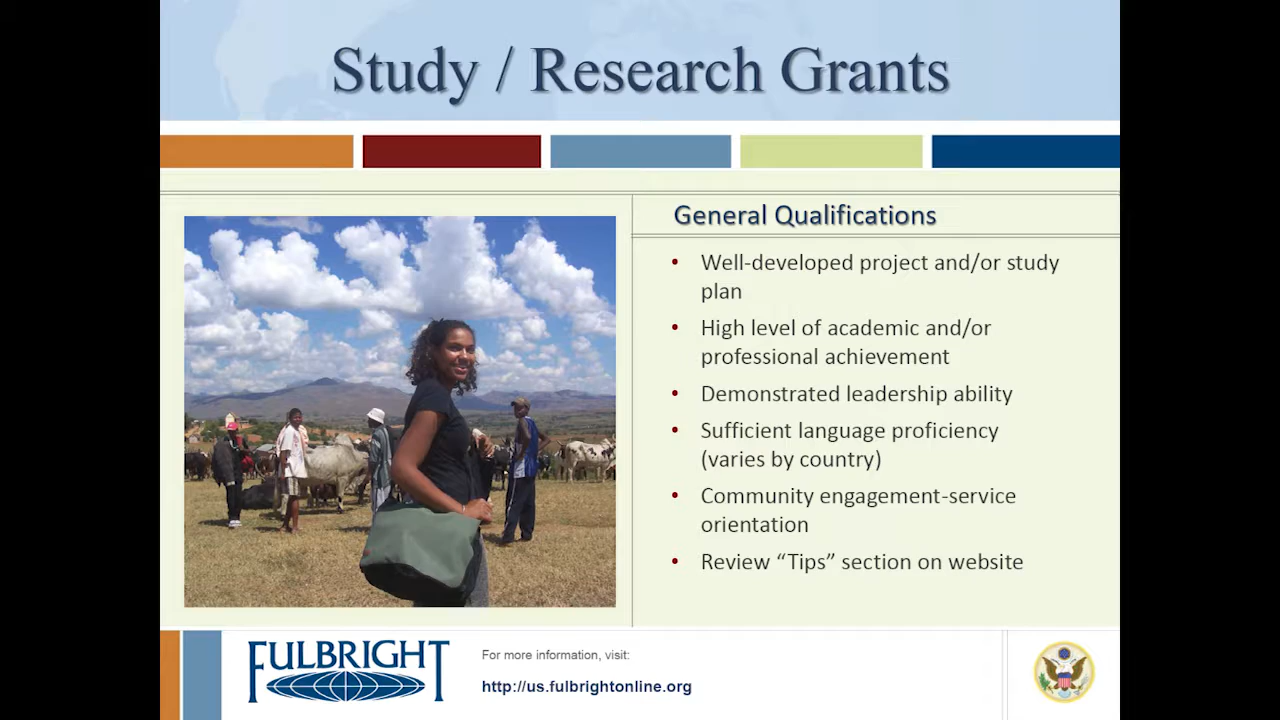 Study / Research Grants
General Qualifications
• Well-developed project and/or study
plan
• High level of academic and/or
professional achievement
• Demonstrated leadership ability
• Sufficient language proficiency
(varies by country)
• Community engagement-service
orientation
• Review “Tips” section on website
FULBRIGHT
For more information, visit:
http://us.fulbrightonline.org